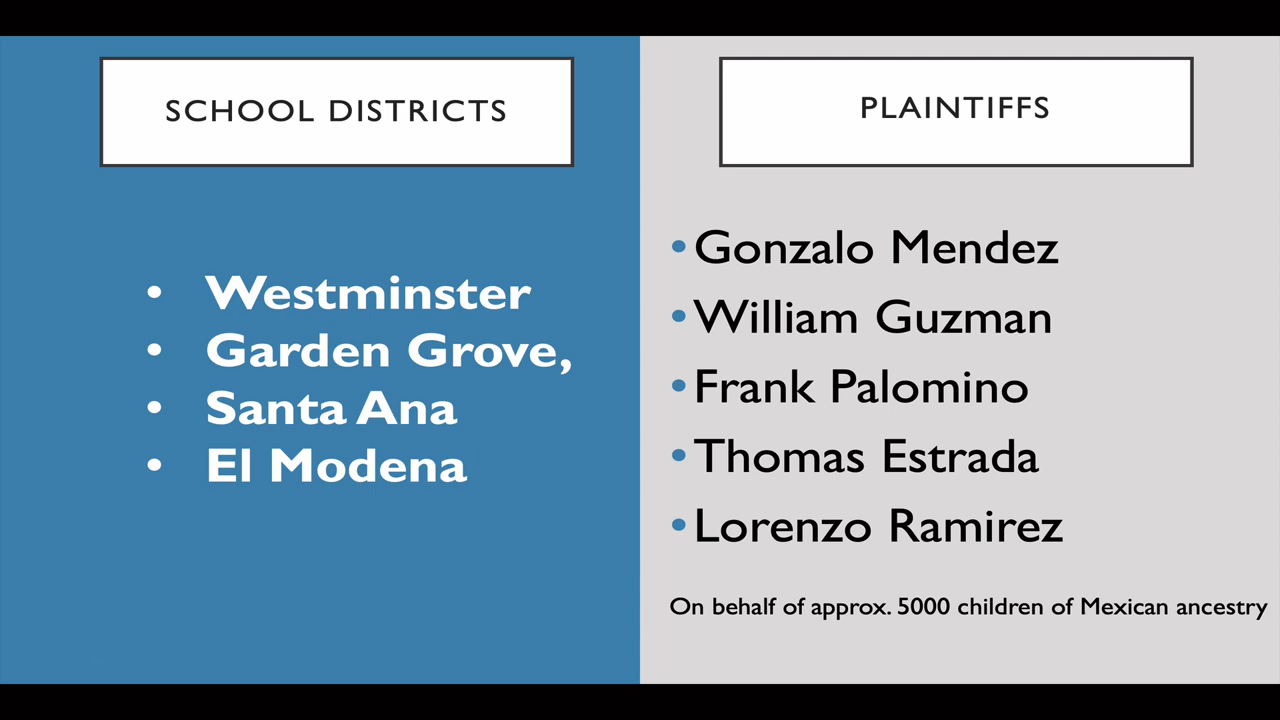 SCHOOL DISTRICTS
• Westminster
• Garden Grove,
• Santa Ana
• El Modena
PLAINTIFFS
• Gonzalo Mendez
• William Guzman
• Frank Palomino
• Thomas Estrada
• Lorenzo Ramirez
On behalf of approx. 5000 children of Mexican ancestry